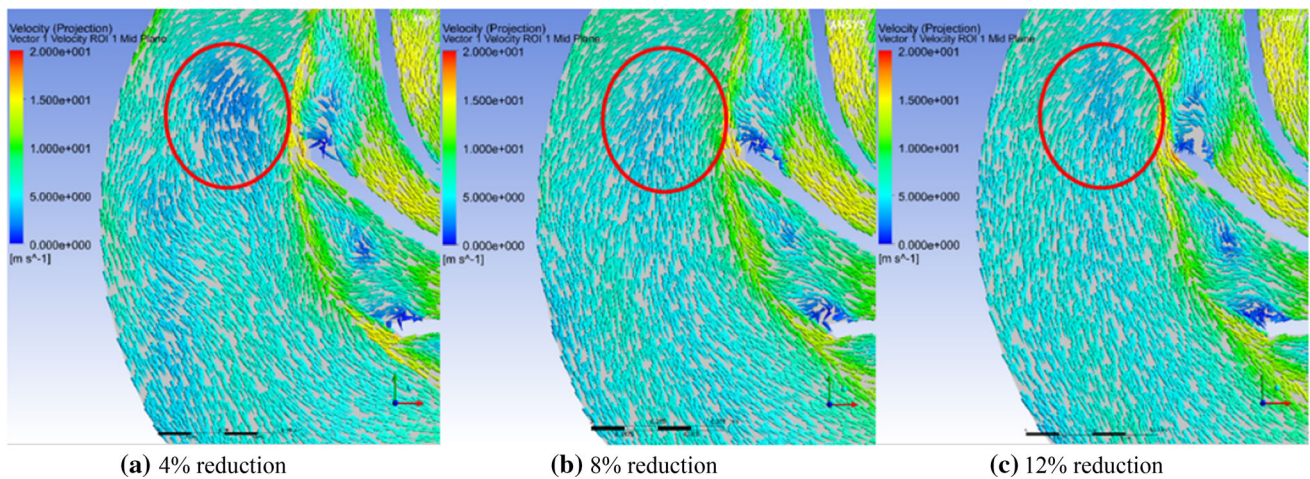 Velocity (Projection)
Vector 1 Velocity ROI 1 Mid Plane
2.000e+001
1.500e+001
1.000e+001
5.000e+000
0.000e+000
[m s^-1]
(a) 4% reduction
Velocity (Projection)
Vector 1 Velocity ROI 1 Mid Plane
ANSYS
2.000e+001
1.500e+001
1.000e+001
5.000e+000
0.000e+000
[m s^-1]
(b) 8% reduction
Velocity (Projection)
Vector 1 Velocity ROI 1 Mid Plane
2.000e+001
1.500e+001
1.000e+001
5.000e+000
0.000e+000
[m s^-1]
(c) 12% reduction